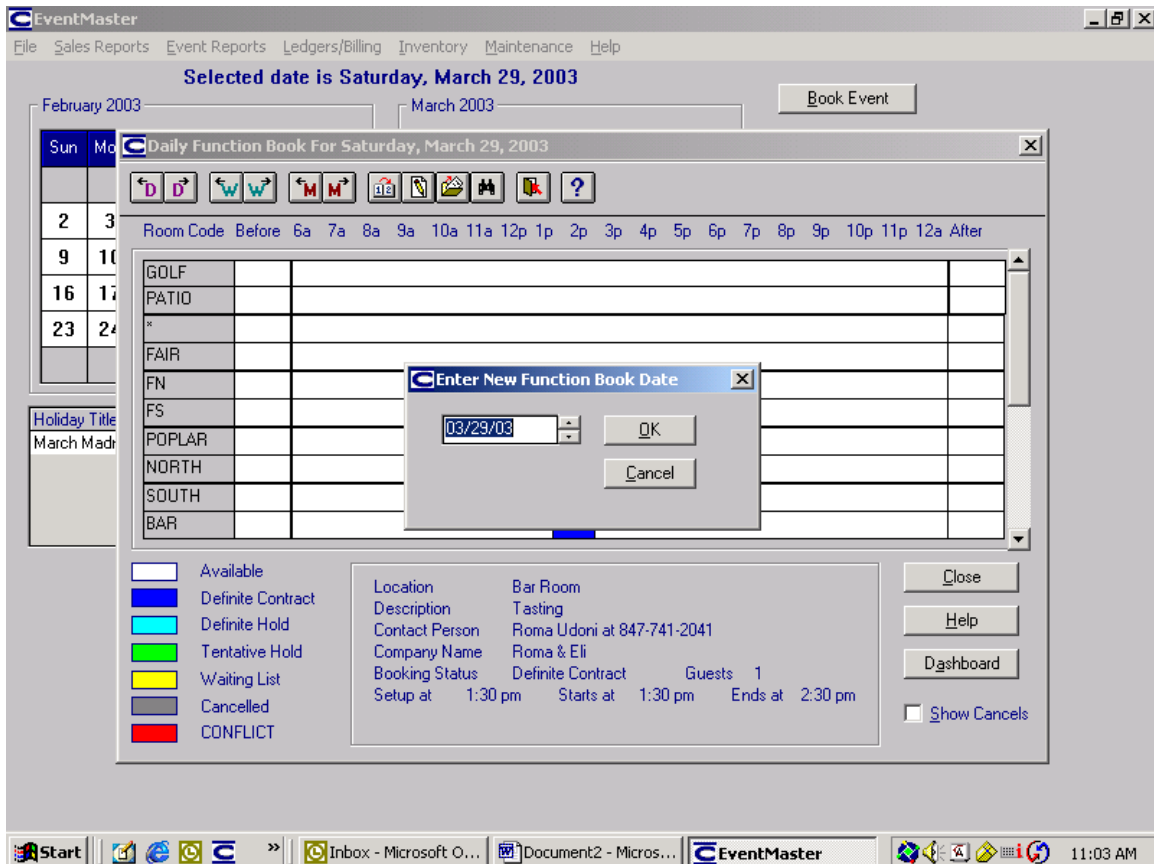 EventMaster
File Sales Reports Event Reports Ledgers/Billing Inventory Maintenance Help
Selected date is Saturday, March 29, 2003
February 2003 March 2003 Book Event
Sun
Daily Function Book For Saturday, March 29, 2003
D D W W M M 12 ?
2 3
Room Code Before 6a 7a 8a 9a 10a 11a 12p 1p 2p 3p 4p 5p 6p 7p 8p 9p 10p 11p 12a After
9
16
23
GOLF
PATIO
*
FAIR
FN
FS
POPLAR
NORTH
SOUTH
BAR
Enter New Function Book Date
03/29/03 OK
Cancel
Holiday Title
March
Available
Definite Contract
Definite Hold
Tentative Hold
Waiting List
Cancelled
CONFLICT
Location Bar Room
Description Tasting
Contact Person Roma Udoni at 847-741-2041
Company Name Roma & Eli
Booking Status Definite Contract Guests 1
Setup at 1:30 pm Starts at 1:30 pm Ends at 2:30 pm
Close
Help
Dashboard
Show Cancels
Start » Inbox - Microsoft O... Document2 - Micros... EventMaster 11:03 AM